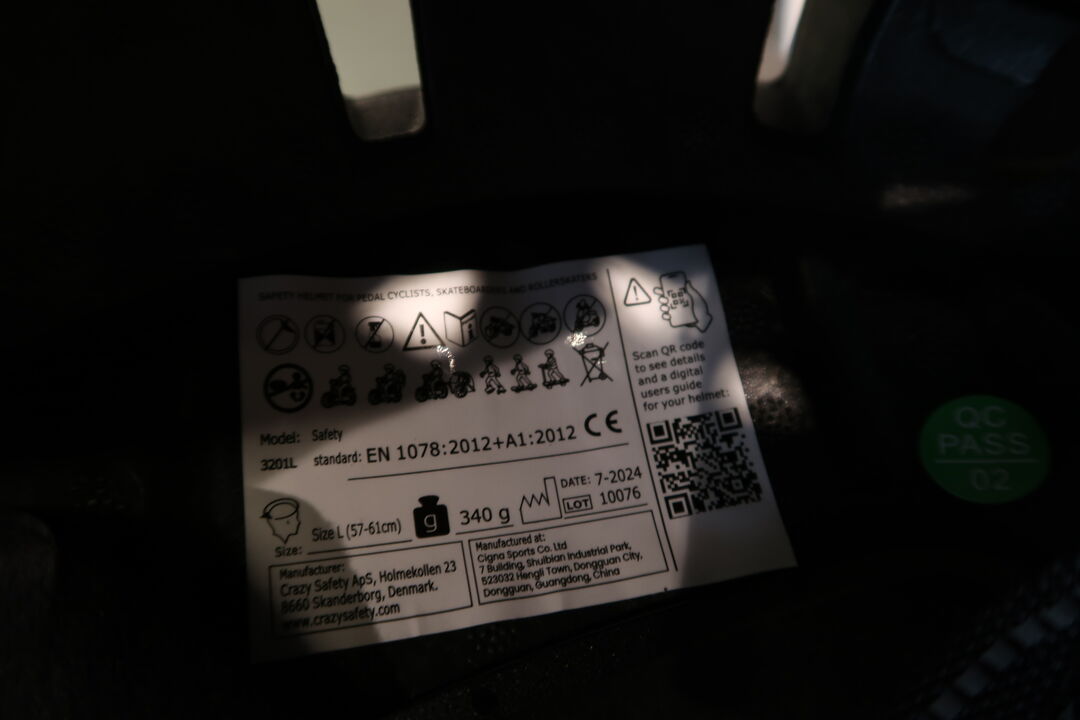 SAFETY HELMET FOR PEDAL CYCLISTS, SKATEBOARDERS AND ROLLERSKATERS
Model: Safety
3201L standard: EN 1078:2012+A1:2012 CE
Size: Size L (57-61cm)
g 340 g
DATE: 7-2024
LOT 10076
Manufacturer:
Crazy Safety ApS, Holmekollen 23
8660 Skanderborg, Denmark.
www.crazysafety.com
Manufactured at:
Cigna Sports Co. Ltd
7 Building, Shuibian Industrial Park,
523032 Hengli Town, Dongguan City,
Dongguan, Guangdong, China
Scan QR code
to see details
and a digital
users guide
for your helmet:
QC
PASS
02